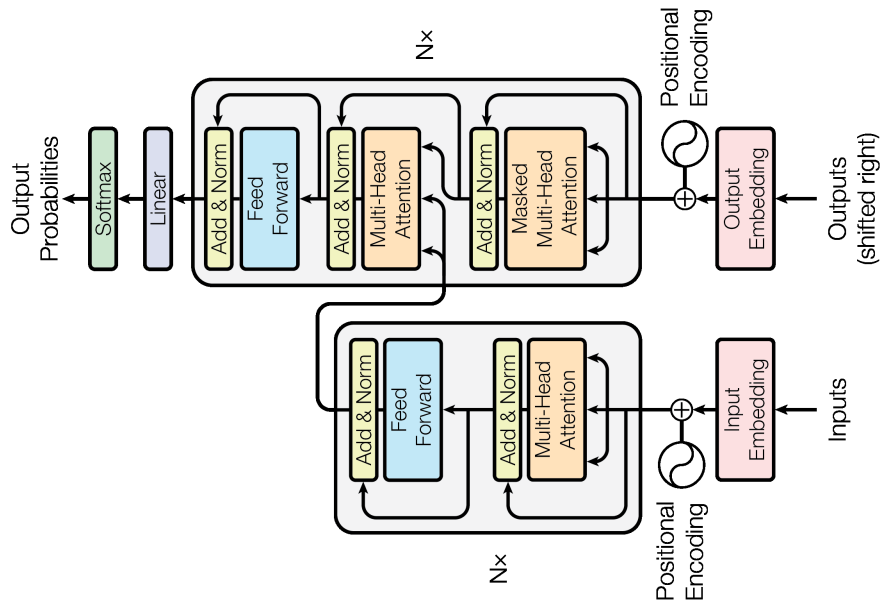 Output
Probabilities
Softmax
Linear
Add & Norm
Feed
Forward
Add & Norm
Multi-Head
Attention
Add & Norm
Masked
Multi-Head
Attention
Nx
Positional
Encoding
Output
Embedding
Outputs
(shifted right)
Add & Norm
Feed
Forward
Add & Norm
Multi-Head
Attention
Nx
Positional
Encoding
Input
Embedding
Inputs